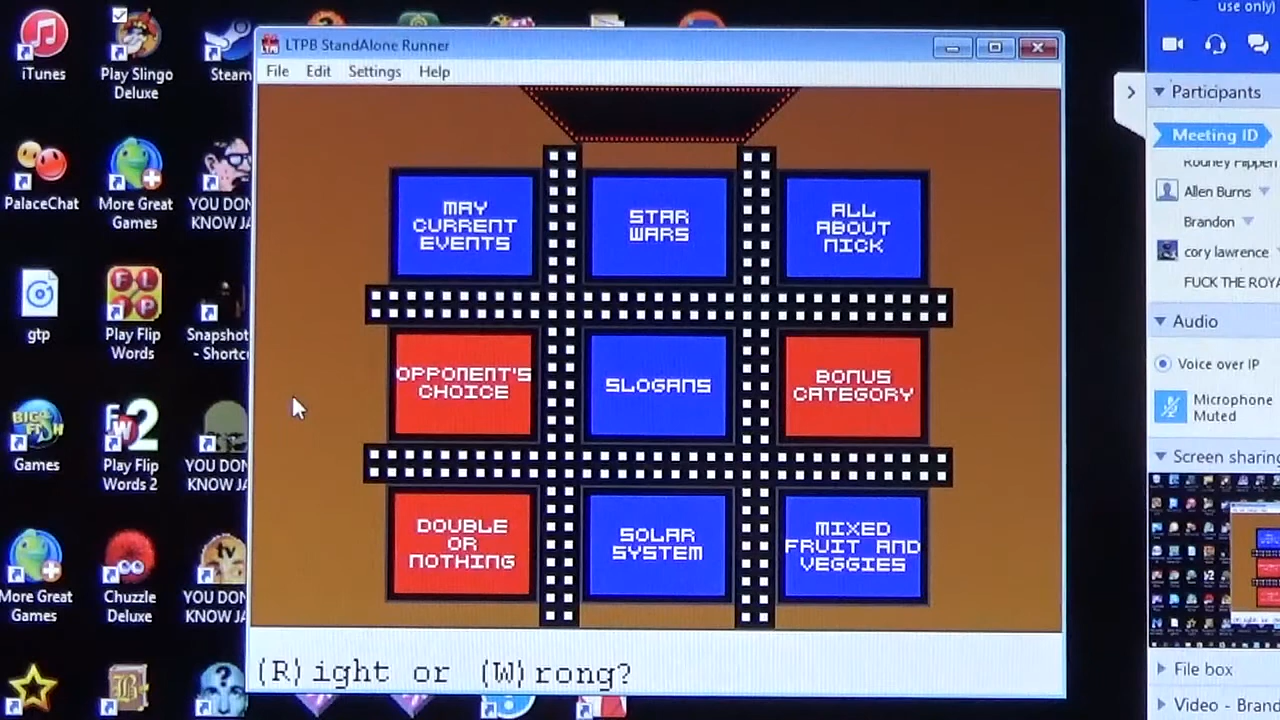 iTunes
Play Slingo
Deluxe
Steam
PalaceChat
More Great
Games
YOU DON
KNOW JA
gtp
Play Flip
Words
Snapshot
- Shortc
Games
Play Flip
Words 2
YOU DON
KNOW JA
More Great
Games
Chuzzle
Deluxe
YOU DON
KNOW JA
LTPB StandAlone Runner
File Edit Settings Help
MAY
CURRENT
EVENTS
STAR
WARS
ALL
ABOUT
NICK
OPPONENT'S
CHOICE
SLOGANS
BONUS
CATEGORY
DOUBLE
OR
NOTHING
SOLAR
SYSTEM
MIXED
FRUIT AND
VEGGIES
(R)ight or (W)rong?
use only)
Participants
Meeting ID
Allen Burns
Brandon
cory lawrence
FUCK THE ROYA
Audio
Voice over IP
Microphone
Muted
Screen sharing
File box
Video - Brand